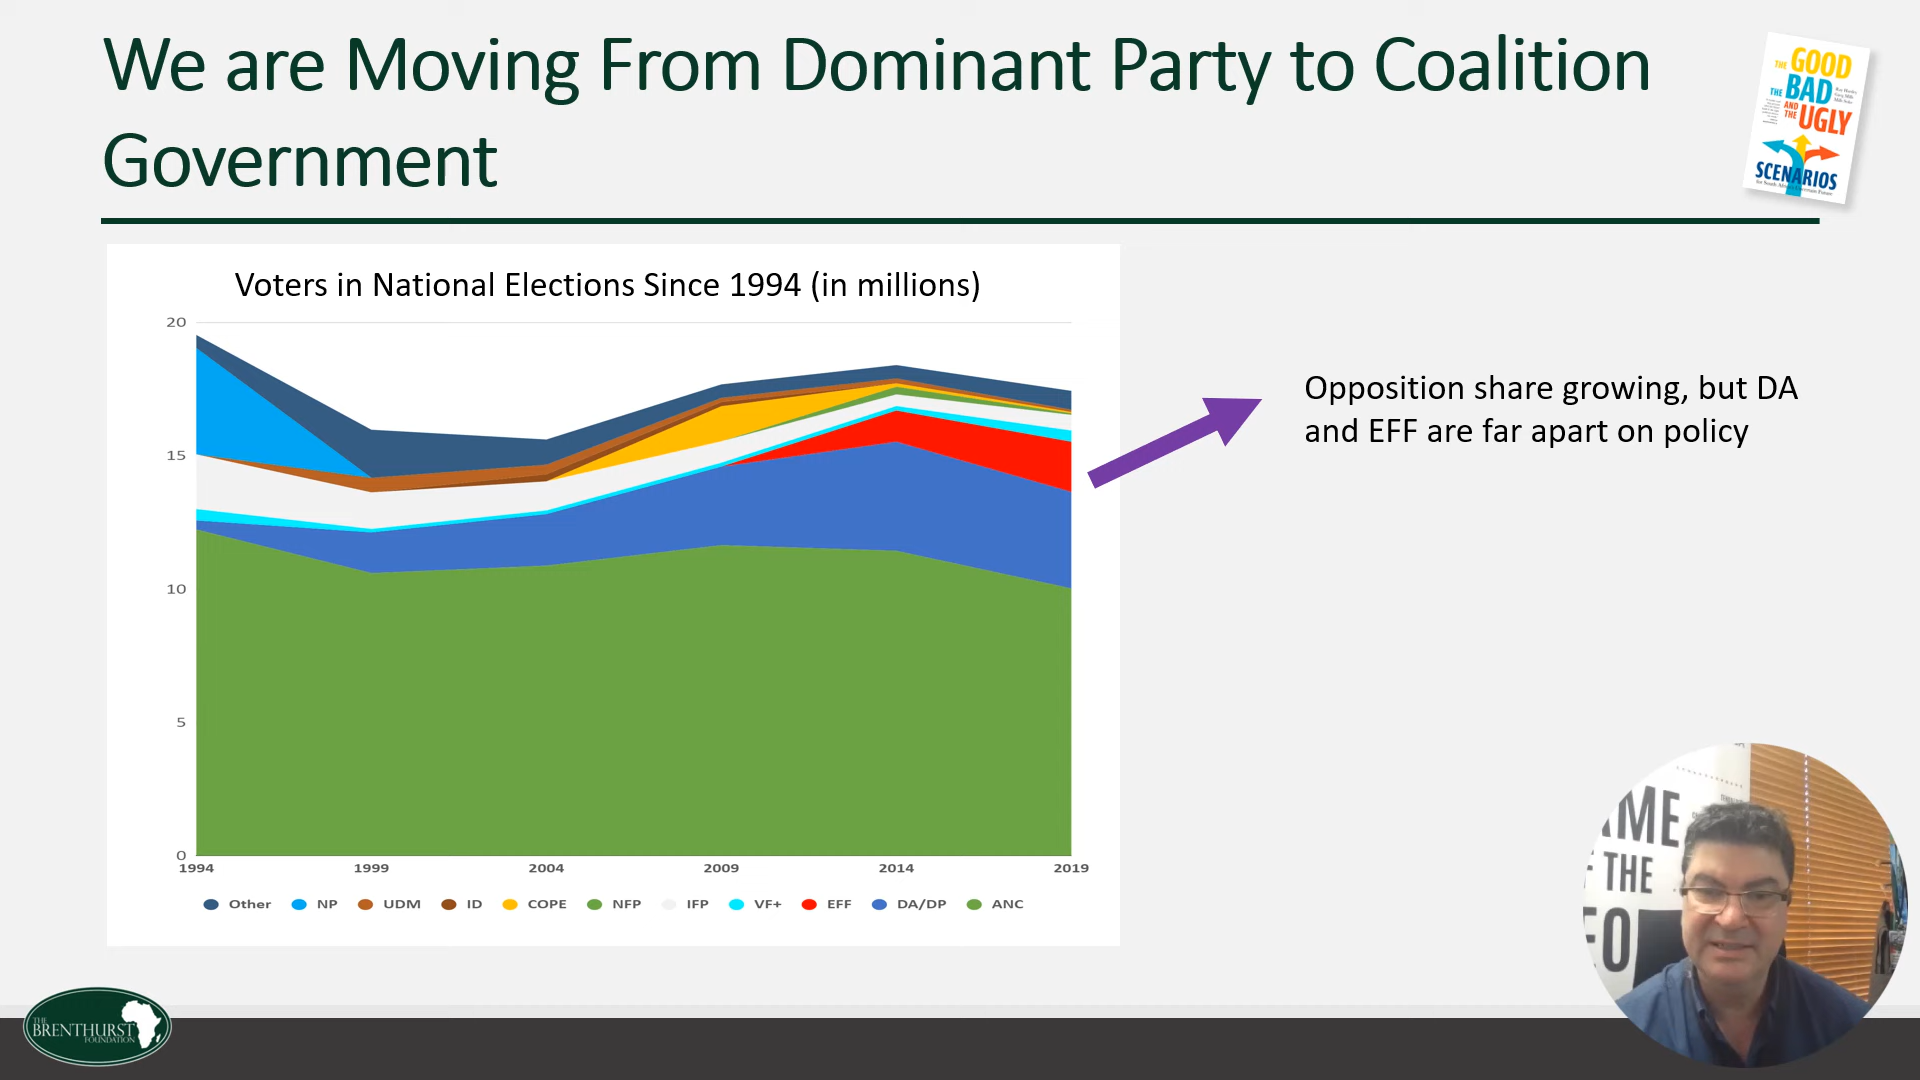 We are Moving From Dominant Party to Coalition
Government
THE GOOD
THE BAD
AND
THE UGLY
SCENARIOS
Voters in National Elections Since 1994 (in millions)
20
15
10
5
0
1994 1999 2004 2009 2014 2019
Other NP UDM ID COPE NFP IFP VF+ EFF DA/DP ANC
Opposition share growing, but DA
and EFF are far apart on policy
THE
BRENTHURST
FOUNDATION
THE